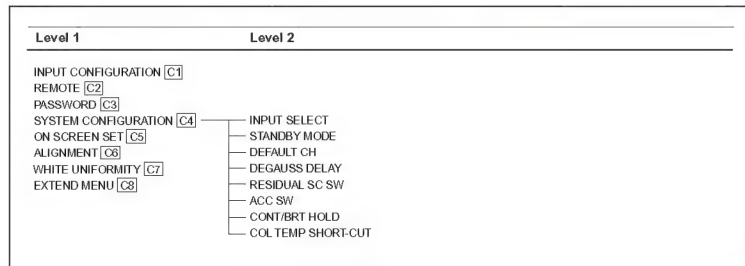 Level 1 Level 2
INPUT CONFIGURATION C1
REMOTE C2
PASSWORD C3
SYSTEM CONFIGURATION C4 INPUT SELECT
ON SCREEN SET C5 STANDBY MODE
ALIGNMENT C6 DEFAULT CH
WHITE UNIFORMITY C7 DEGAUSS DELAY
EXTEND MENU C8 RESIDUAL SC SW
ACC SW
CONT/BRT HOLD
COL TEMP SHORT-CUT